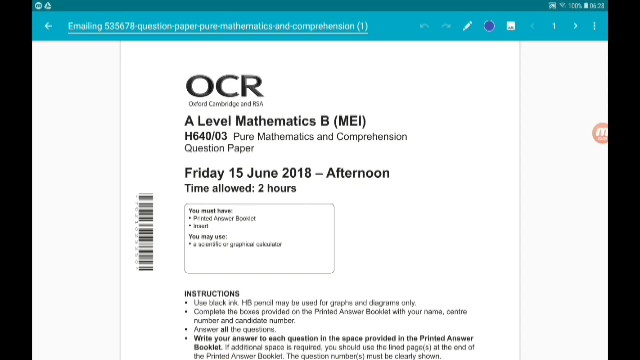 100% 06:28
Emailing 535678-question-paper-pure-mathematics-and-comprehension (1)
1
OCR
Oxford Cambridge and RSA
A Level Mathematics B (MEI)
H640/03 Pure Mathematics and Comprehension
Question Paper
Friday 15 June 2018 – Afternoon
Time allowed: 2 hours
You must have:
• Printed Answer Booklet
• Insert
You may use:
• a scientific or graphical calculator
INSTRUCTIONS
• Use black ink. HB pencil may be used for graphs and diagrams only.
• Complete the boxes provided on the Printed Answer Booklet with your name, centre
number and candidate number.
• Answer all the questions.
• Write your answer to each question in the space provided in the Printed Answer
Booklet. If additional space is required, you should use the lined page(s) at the end of
the Printed Answer Booklet. The question number(s) must be clearly shown.